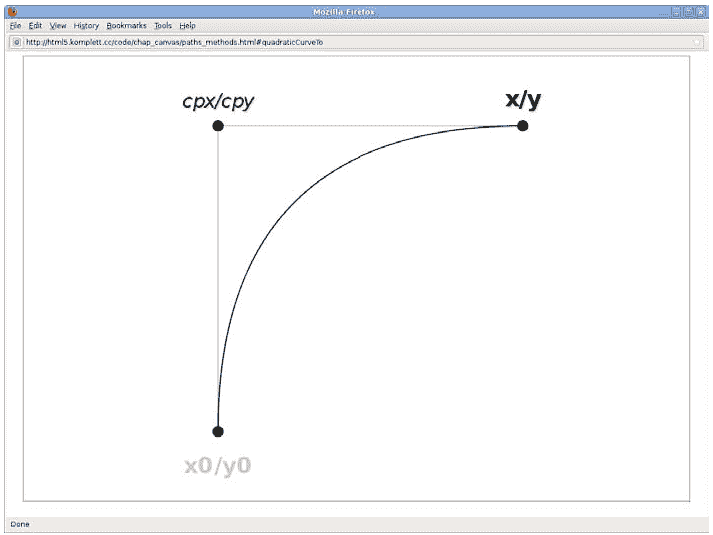 Mozilla Firefox
File Edit View History Bookmarks Tools Help
http://html5.komplett.cc/code/chap_canvas/paths_methods.html#quadraticCurveTo
cpx/cpy
x/y
x0/y0
Done